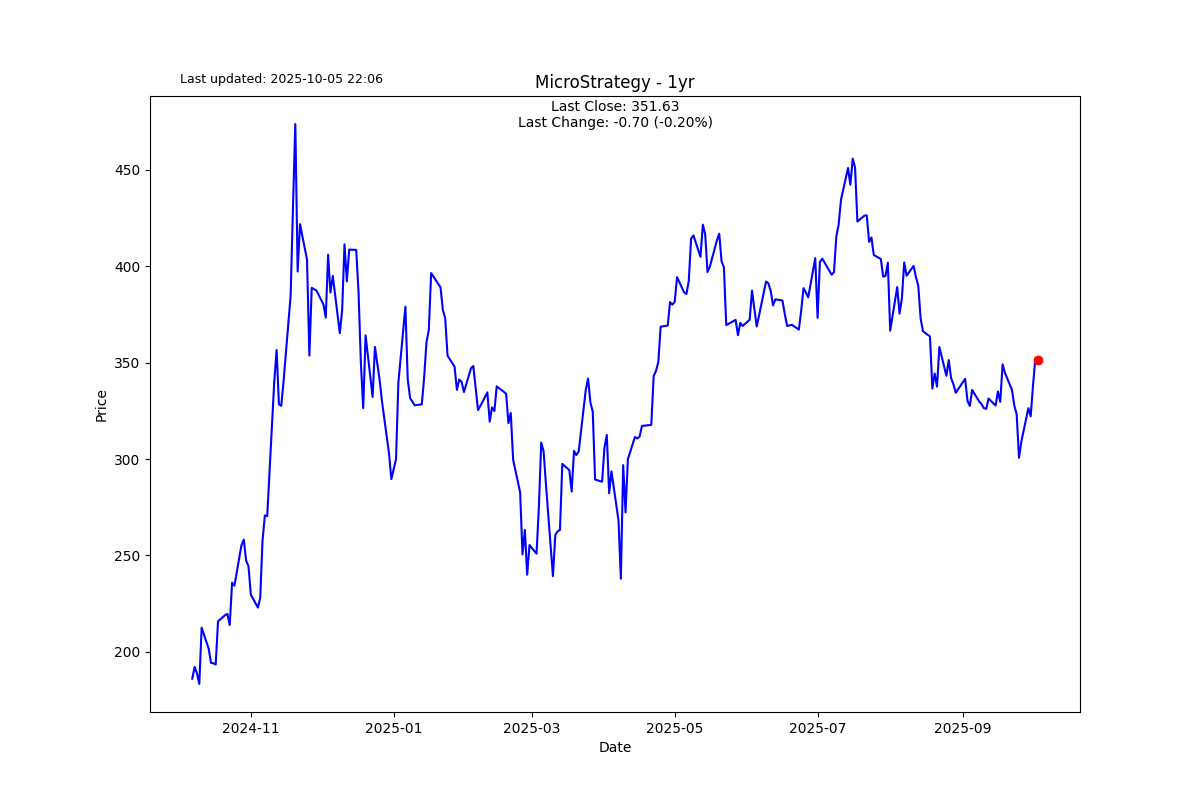 Last updated: 2025-10-05 22:06
MicroStrategy - 1yr
Last Close: 351.63
Last Change: -0.70 (-0.20%)
450
400
350
300
250
200
Price
2024-11
2025-01
2025-03
2025-05
2025-07
2025-09
Date